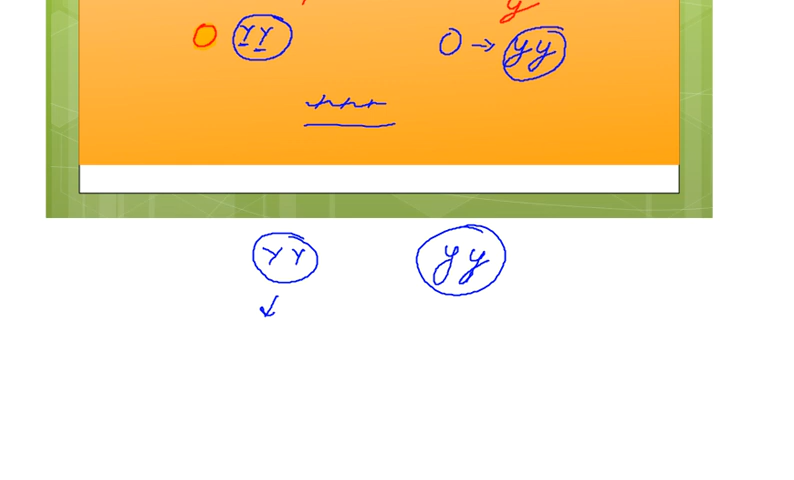 y
O YY O → yy
YY yy
↓